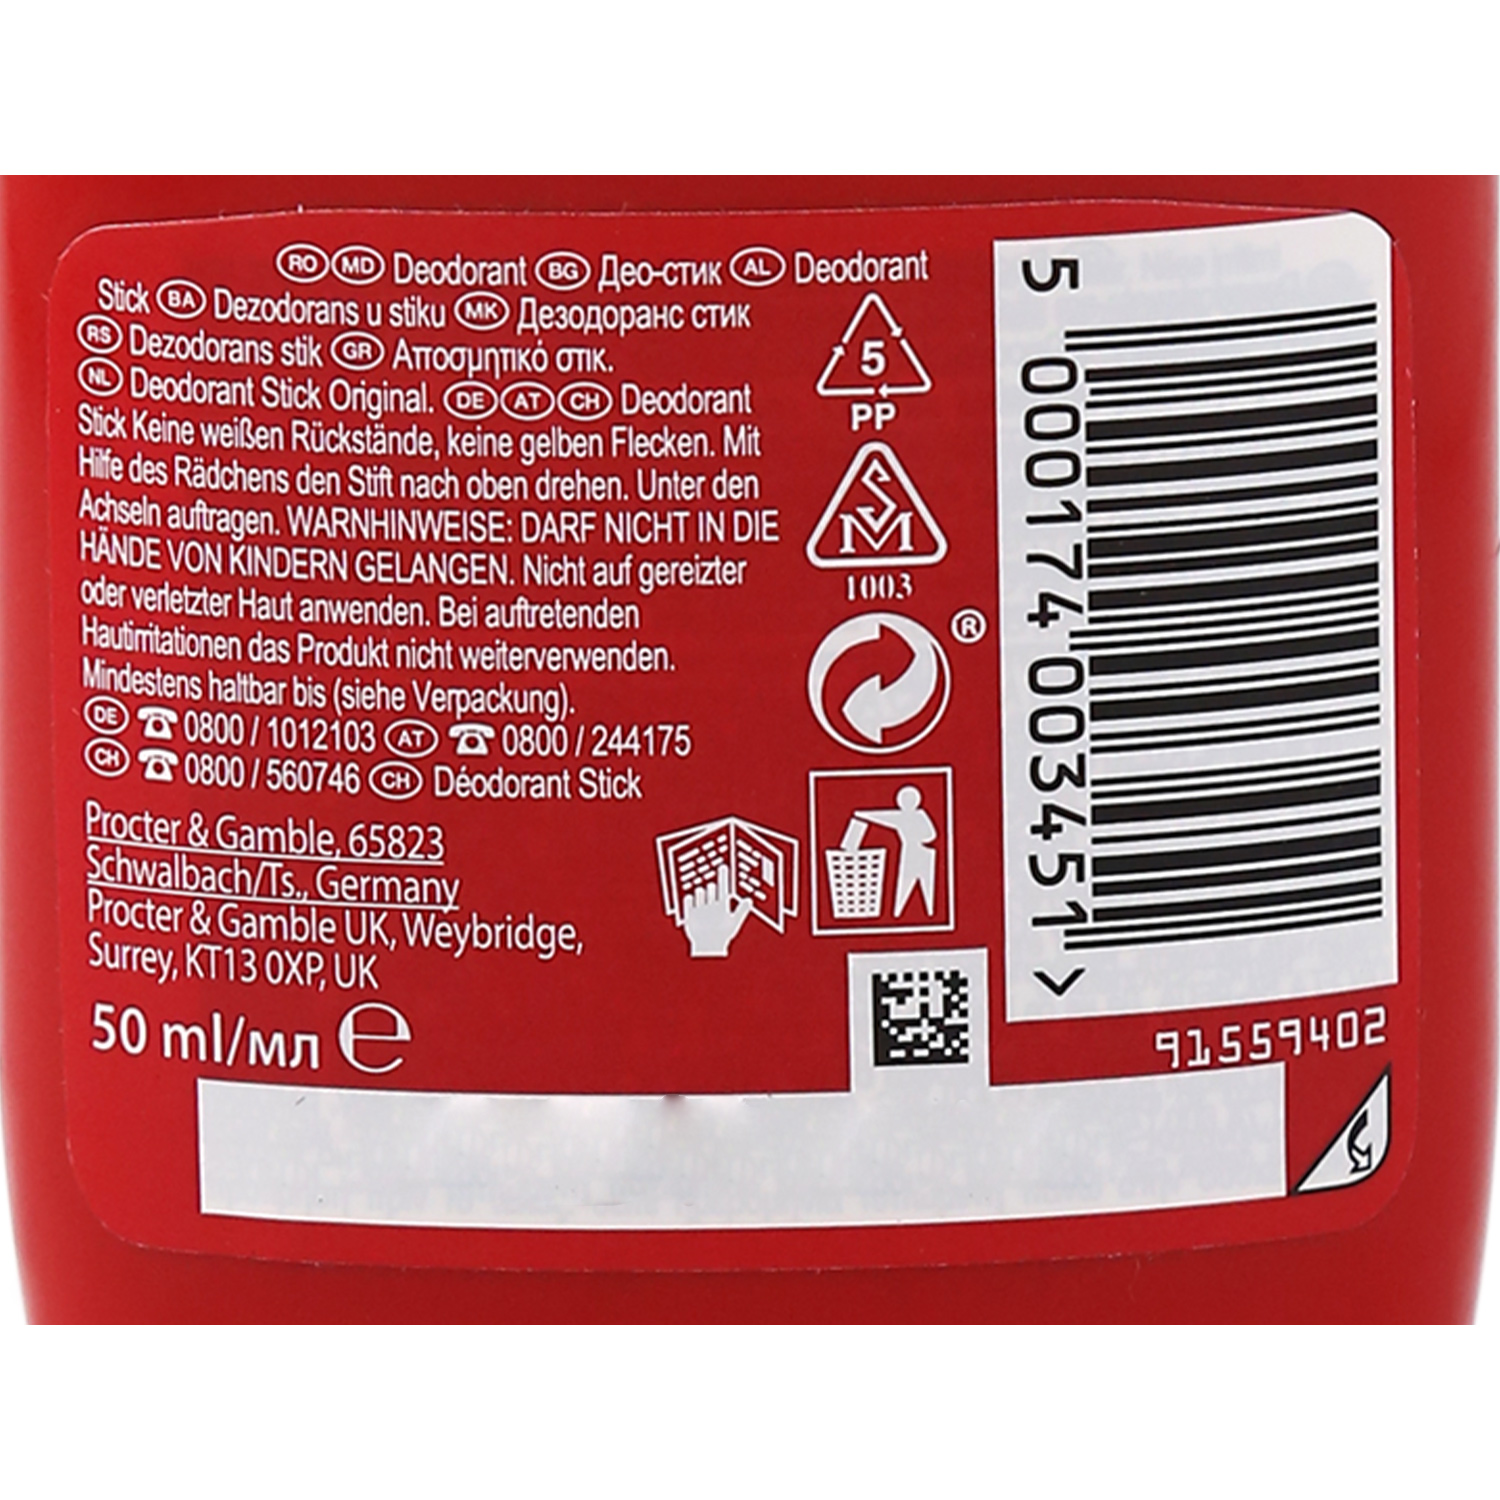 RO MD Deodorant BG Део-стик AL Deodorant
Stick BA Dezodorans u stiku MK Дезодоранс стик
RS Dezodorans stik GR Αποσμητικό στικ.
NL Deodorant Stick Original. DE AT CH Deodorant
Stick Keine weißen Rückstände, keine gelben Flecken. Mit
Hilfe des Rädchens den Stift nach oben drehen. Unter den
Achseln auftragen. WARNHINWEISE: DARF NICHT IN DIE
HÄNDE VON KINDERN GELANGEN. Nicht auf gereizter
oder verletzter Haut anwenden. Bei auftretenden
Hautirritationen das Produkt nicht weiterverwenden.
Mindestens haltbar bis (siehe Verpackung).
DE ☎ 0800 / 1012103 AT ☎ 0800 / 244175
CH ☎ 0800 / 560746 CH Déodorant Stick
Procter & Gamble, 65823
Schwalbach/Ts., Germany
Procter & Gamble UK, Weybridge,
Surrey, KT13 0XP, UK
50 ml/мл ℮
5
PP
SM
1003
®
5 000174 003451 >
91559402